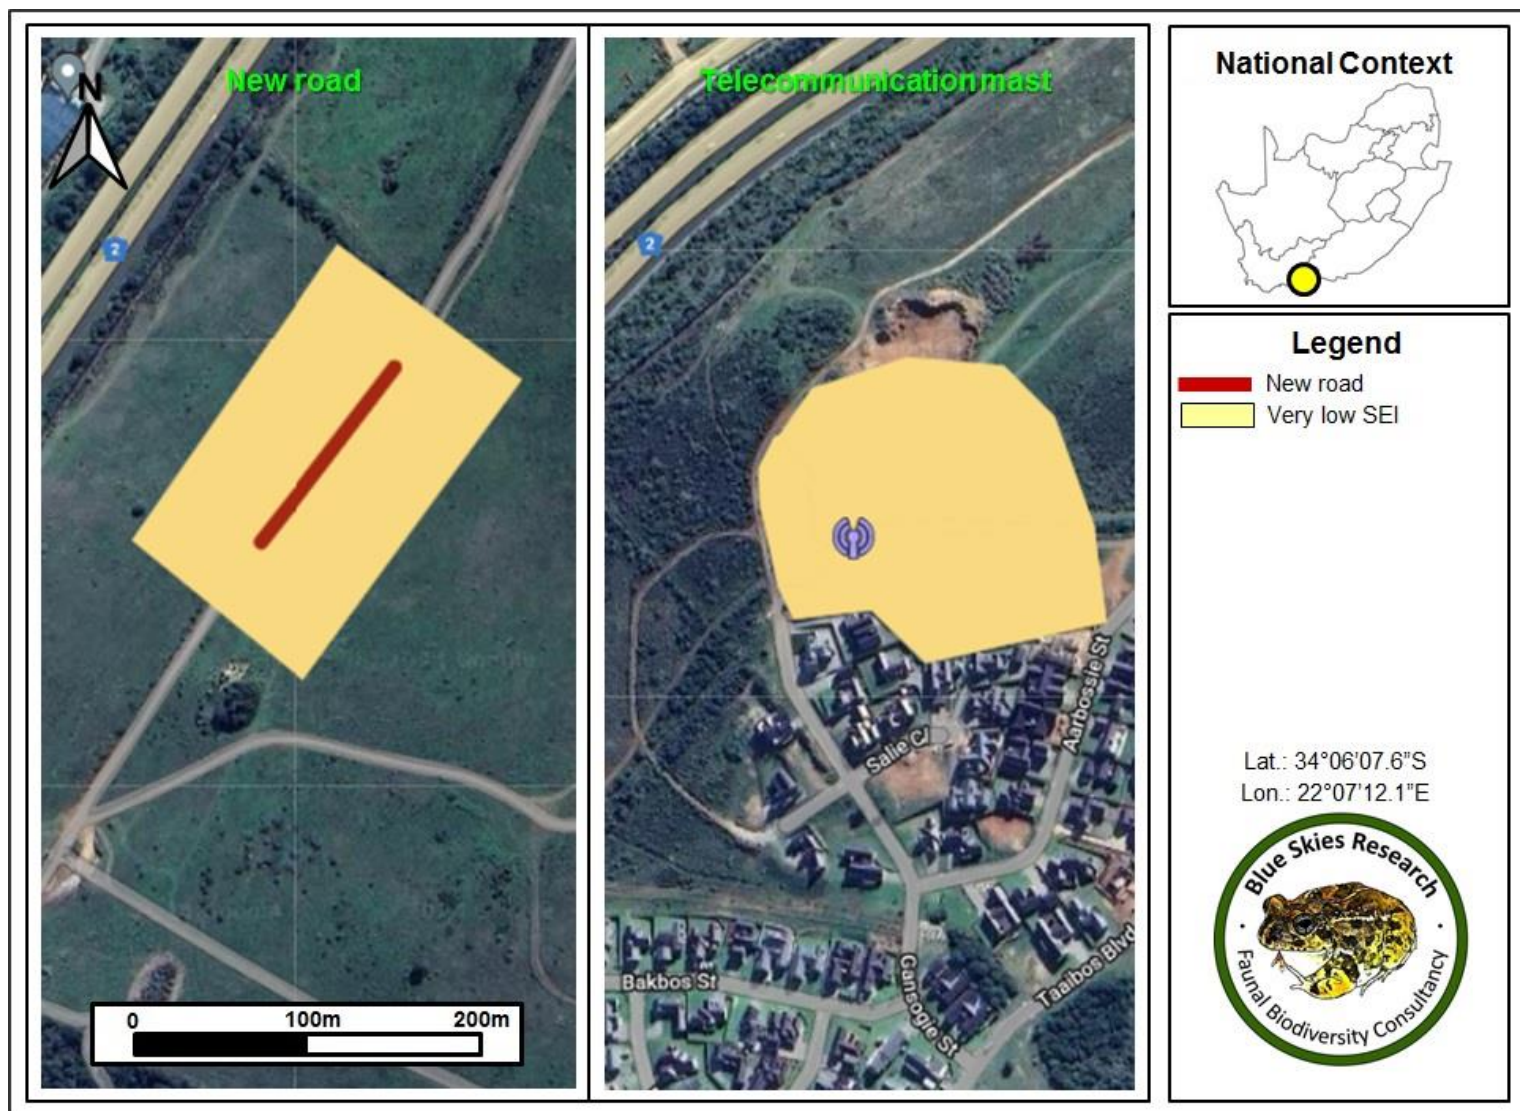 New road
N
2
0 100m 200m
Telecommunication mast
2
Aarbossie St
Salie Cl
Bakbos St
Gansogie St
Taaibos Blvd
National Context
Legend
New road
Very low SEI
Lat.: 34°06'07.6"S
Lon.: 22°07'12.1"E
Blue Skies Research
Faunal Biodiversity Consultancy